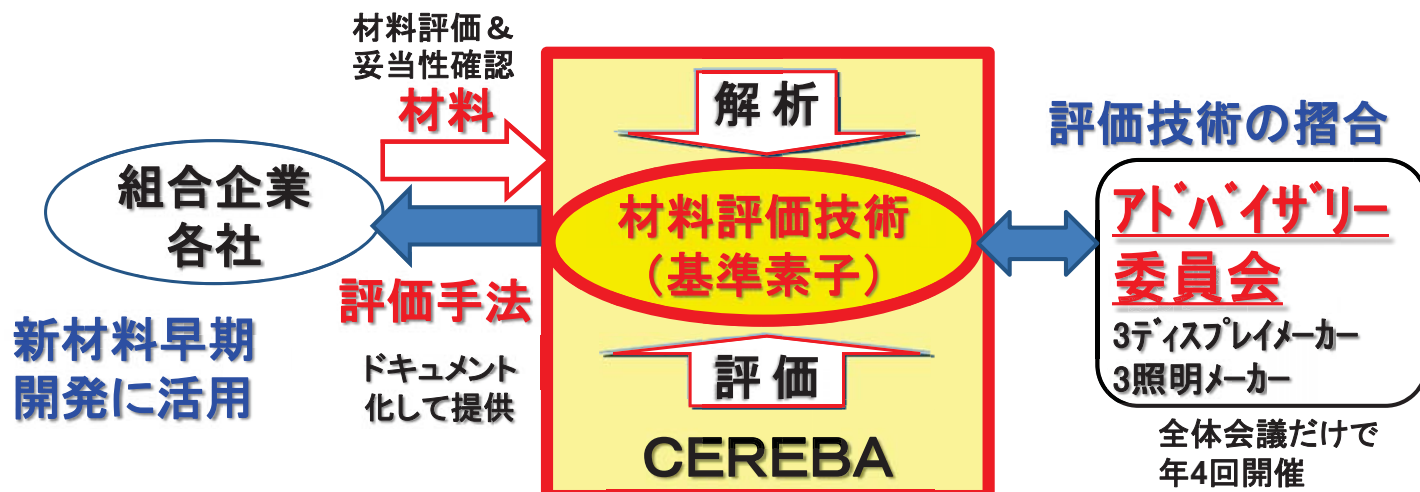 材料評価&
妥当性確認
材料
組合企業
各社
評価手法
ドキュメント
化して提供
新材料早期
開発に活用
解析
材料評価技術
(基準素子)
評価
CEREBA
評価技術の摺合
アドバイザリー
委員会
3ディスプレイメーカー
3照明メーカー
全体会議だけで
年4回開催